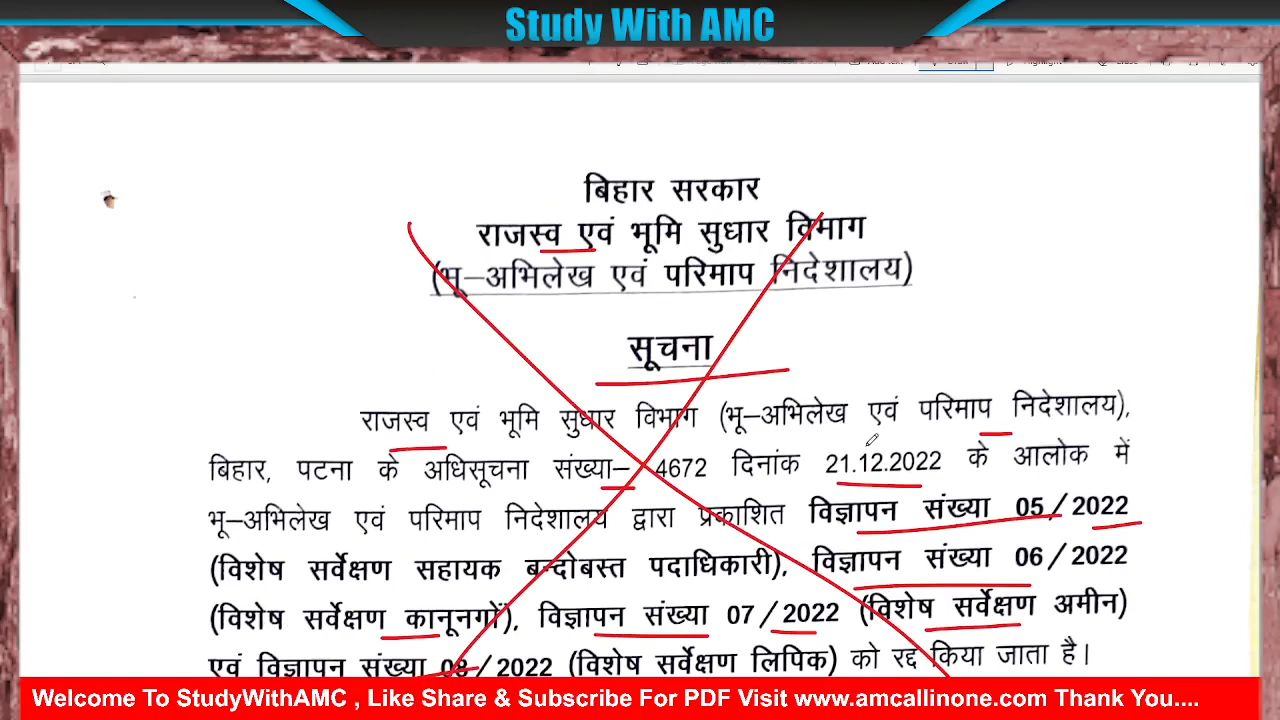 Study With AMC
बिहार सरकार
राजस्व एवं भूमि सुधार विभाग
(भू–अभिलेख एवं परिमाप निदेशालय)
सूचना
राजस्व एवं भूमि सुधार विभाग (भू–अभिलेख एवं परिमाप निदेशालय),
बिहार, पटना के अधिसूचना संख्या– 4672 दिनांक 21.12.2022 के आलोक में
भू–अभिलेख एवं परिमाप निदेशालय द्वारा प्रकाशित विज्ञापन संख्या 05/2022
(विशेष सर्वेक्षण सहायक बन्दोबस्त पदाधिकारी), विज्ञापन संख्या 06/2022
(विशेष सर्वेक्षण कानूनगों), विज्ञापन संख्या 07/2022 (विशेष सर्वेक्षण अमीन)
एवं विज्ञापन संख्या 08/2022 (विशेष सर्वेक्षण लिपिक) को रद्द किया जाता है।
Welcome To StudyWithAMC , Like Share & Subscribe For PDF Visit www.amcallinone.com Thank You....